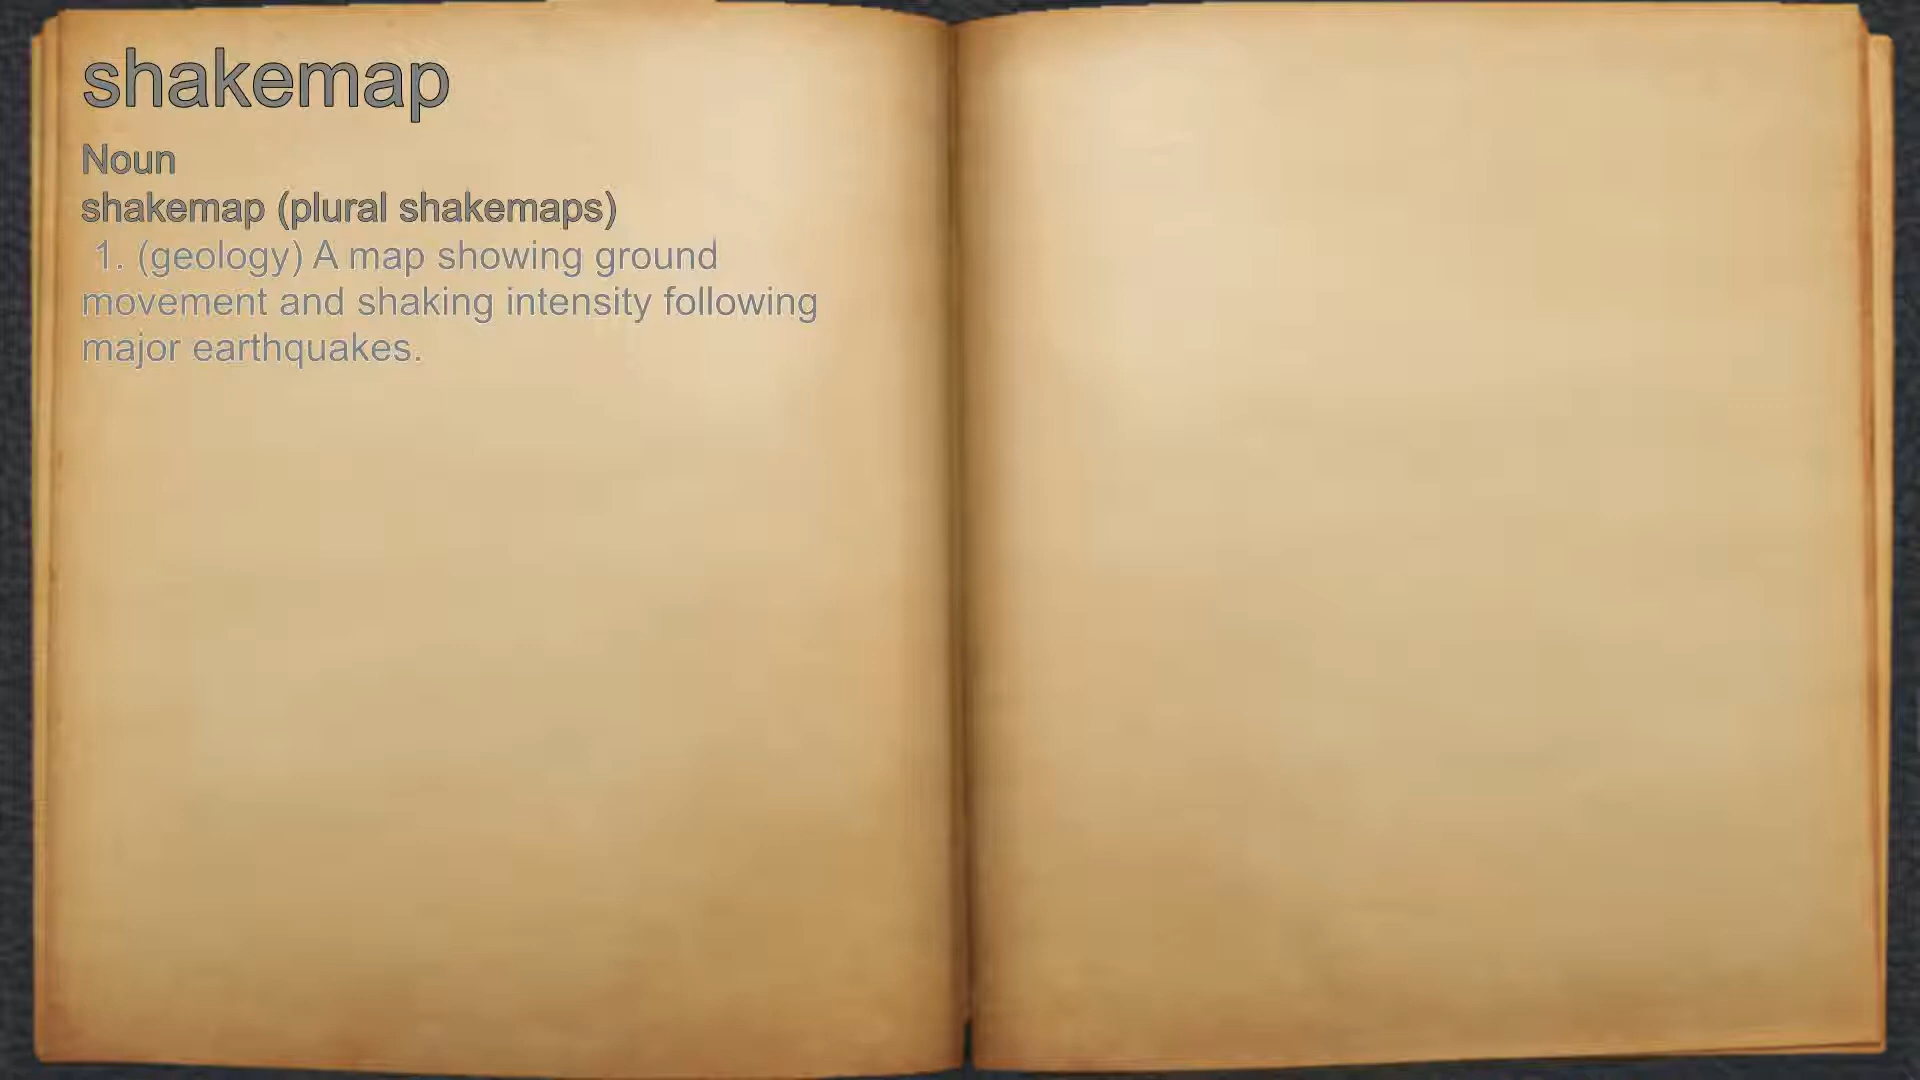 shakemap
Noun
shakemap (plural shakemaps)
1. (geology) A map showing ground
movement and shaking intensity following
major earthquakes.